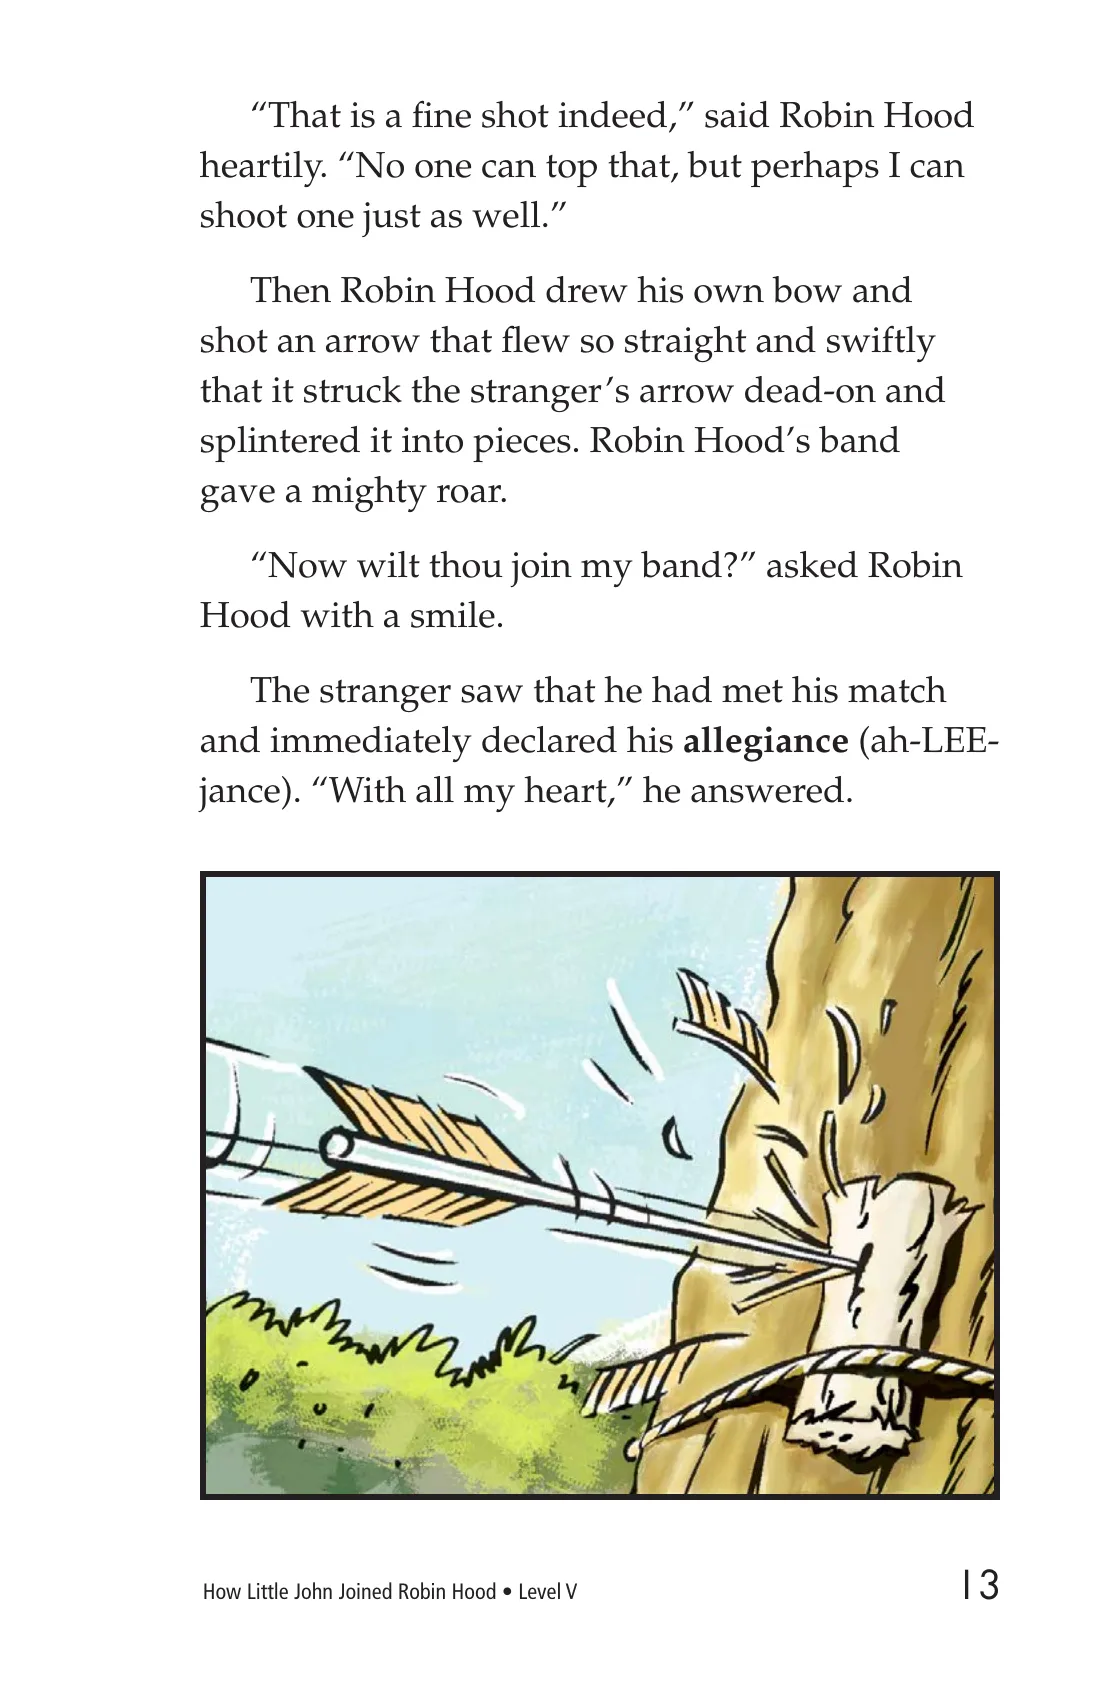 “That is a fine shot indeed,” said Robin Hood
heartily. “No one can top that, but perhaps I can
shoot one just as well.”
Then Robin Hood drew his own bow and
shot an arrow that flew so straight and swiftly
that it struck the stranger’s arrow dead-on and
splintered it into pieces. Robin Hood’s band
gave a mighty roar.
“Now wilt thou join my band?” asked Robin
Hood with a smile.
The stranger saw that he had met his match
and immediately declared his allegiance (ah-LEE-
jance). “With all my heart,” he answered.
How Little John Joined Robin Hood • Level V 13